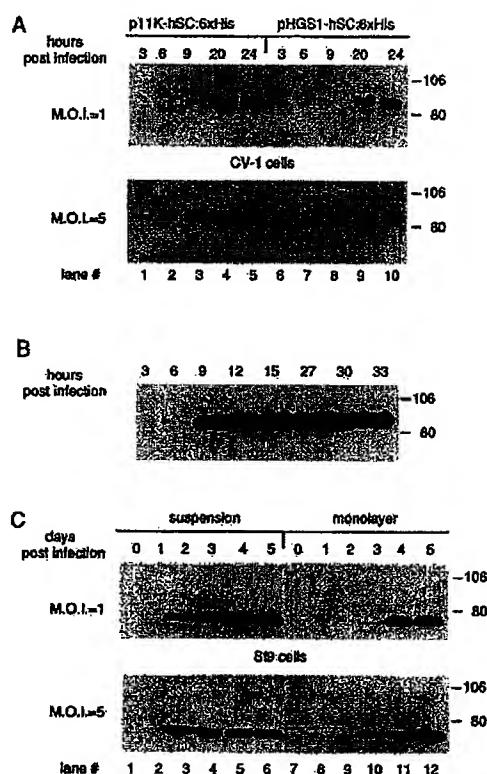 A
p11K-hSC:6xHis pHGS1-hSC:6xHis
hours
post infection
3 6 9 20 24 3 6 9 20 24
M.O.I.=1
106
80
CV-1 cells
M.O.I.=5
106
80
lane # 1 2 3 4 5 6 7 8 9 10
B
hours
post infection
3 6 9 12 15 27 30 33
106
80
C
suspension monolayer
days
post infection
0 1 2 3 4 5 0 1 2 3 4 5
M.O.I.=1
106
80
Sf9 cells
M.O.I.=5
106
80
lane # 1 2 3 4 5 6 7 8 9 10 11 12